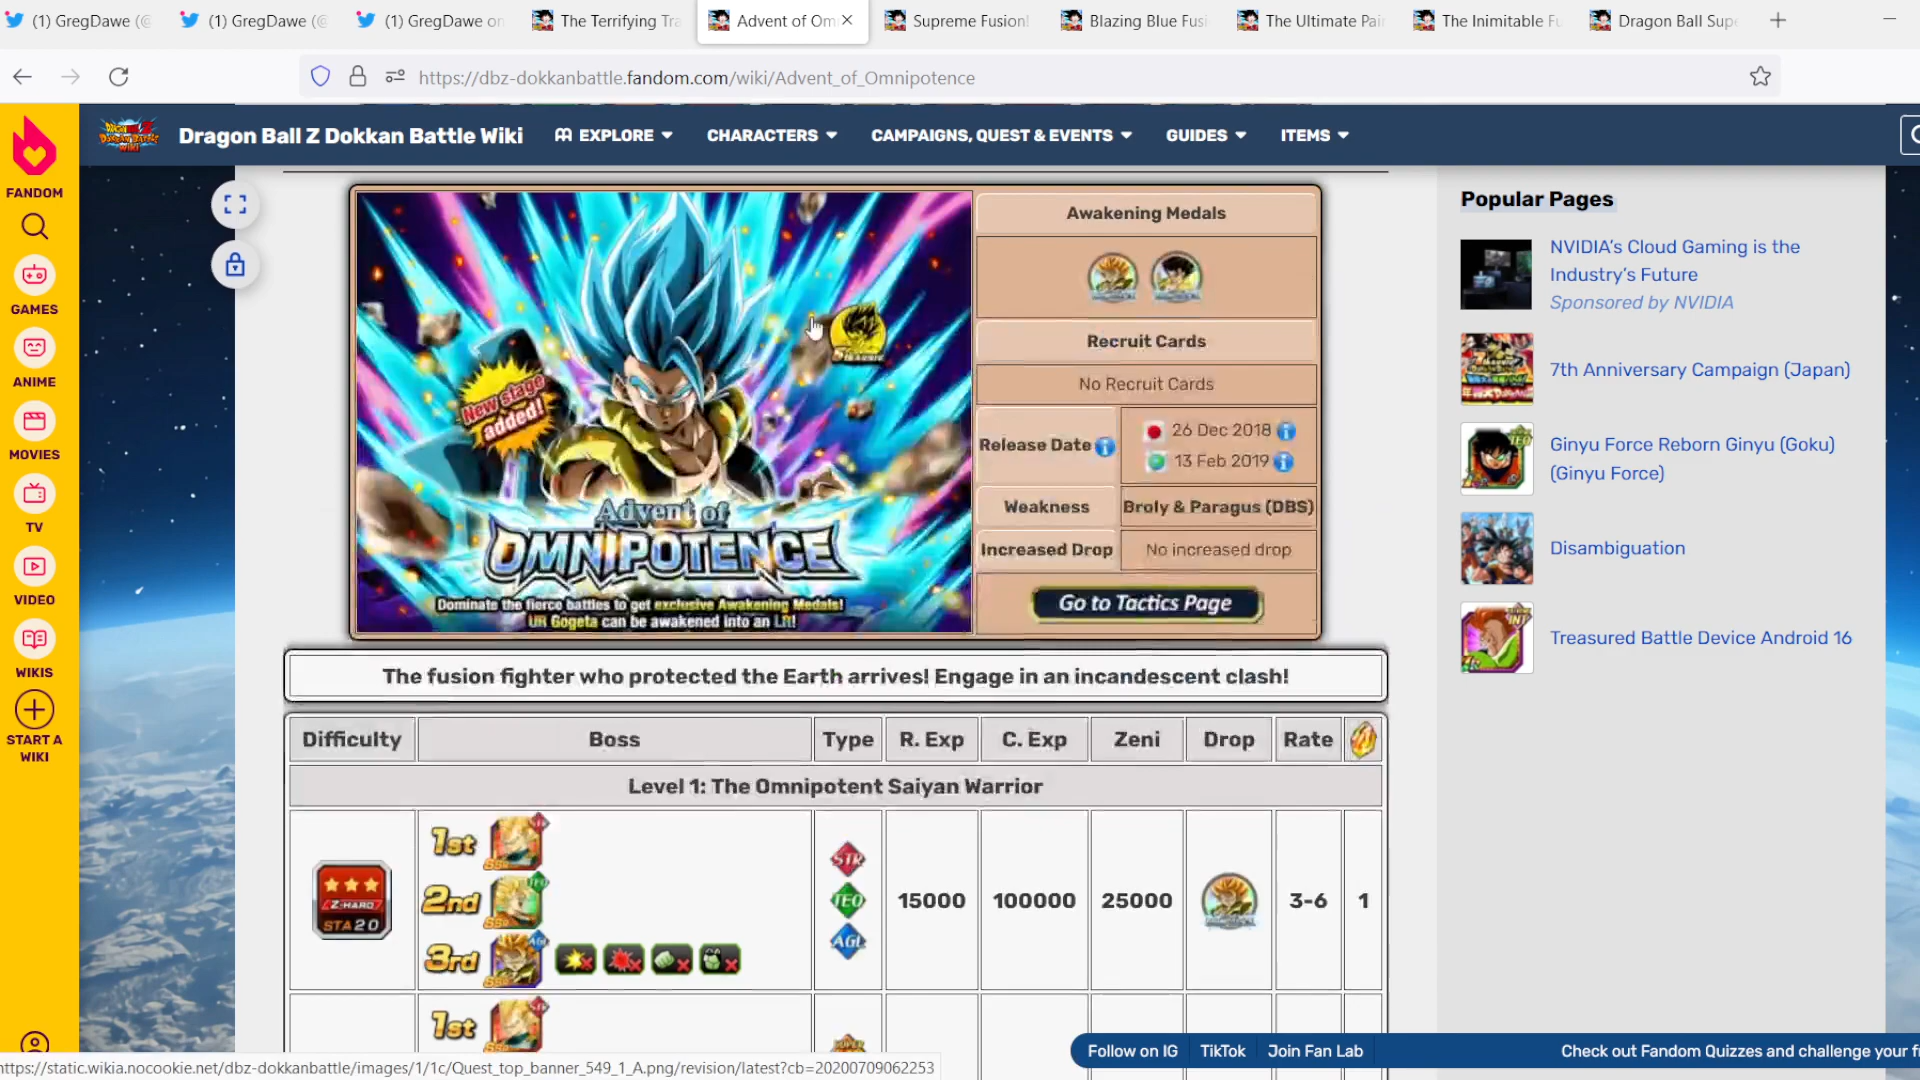 (1) GregDawe (@
(1) GregDawe (@
(1) GregDawe on
The Terrifying Tra
Advent of Om
Supreme Fusion!
Blazing Blue Fusi
The Ultimate Pai
The Inimitable Fu
Dragon Ball Supe
https://dbz-dokkanbattle.fandom.com/wiki/Advent_of_Omnipotence
Dragon Ball Z Dokkan Battle Wiki
EXPLORE
CHARACTERS
CAMPAIGNS, QUEST & EVENTS
GUIDES
ITEMS
FANDOM
GAMES
ANIME
MOVIES
TV
VIDEO
WIKIS
START A
WIKI
New stage
added!
Advent of
OMNIPOTENCE
Dominate the fierce battles to get exclusive Awakening Medals!
UR Gogeta can be awakened into an LR!
Awakening Medals
Recruit Cards
No Recruit Cards
Release Date
26 Dec 2018
13 Feb 2019
Weakness
Broly & Paragus (DBS)
Increased Drop
No increased drop
Go to Tactics Page
The fusion fighter who protected the Earth arrives! Engage in an incandescent clash!
Difficulty
Boss
Type
R. Exp
C. Exp
Zeni
Drop
Rate
Level 1: The Omnipotent Saiyan Warrior
Z-HARD
STA 20
1st
2nd
3rd
STR
TEQ
AGL
15000
100000
25000
3-6
1
1st
Popular Pages
NVIDIA's Cloud Gaming is the
Industry's Future
Sponsored by NVIDIA
7th Anniversary Campaign (Japan)
Ginyu Force Reborn Ginyu (Goku)
(Ginyu Force)
Disambiguation
Treasured Battle Device Android 16
Follow on IG
TikTok
Join Fan Lab
Check out Fandom Quizzes and challenge your fr
https://static.wikia.nocookie.net/dbz-dokkanbattle/images/1/1c/Quest_top_banner_549_1_A.png/revision/latest?cb=20200709062253